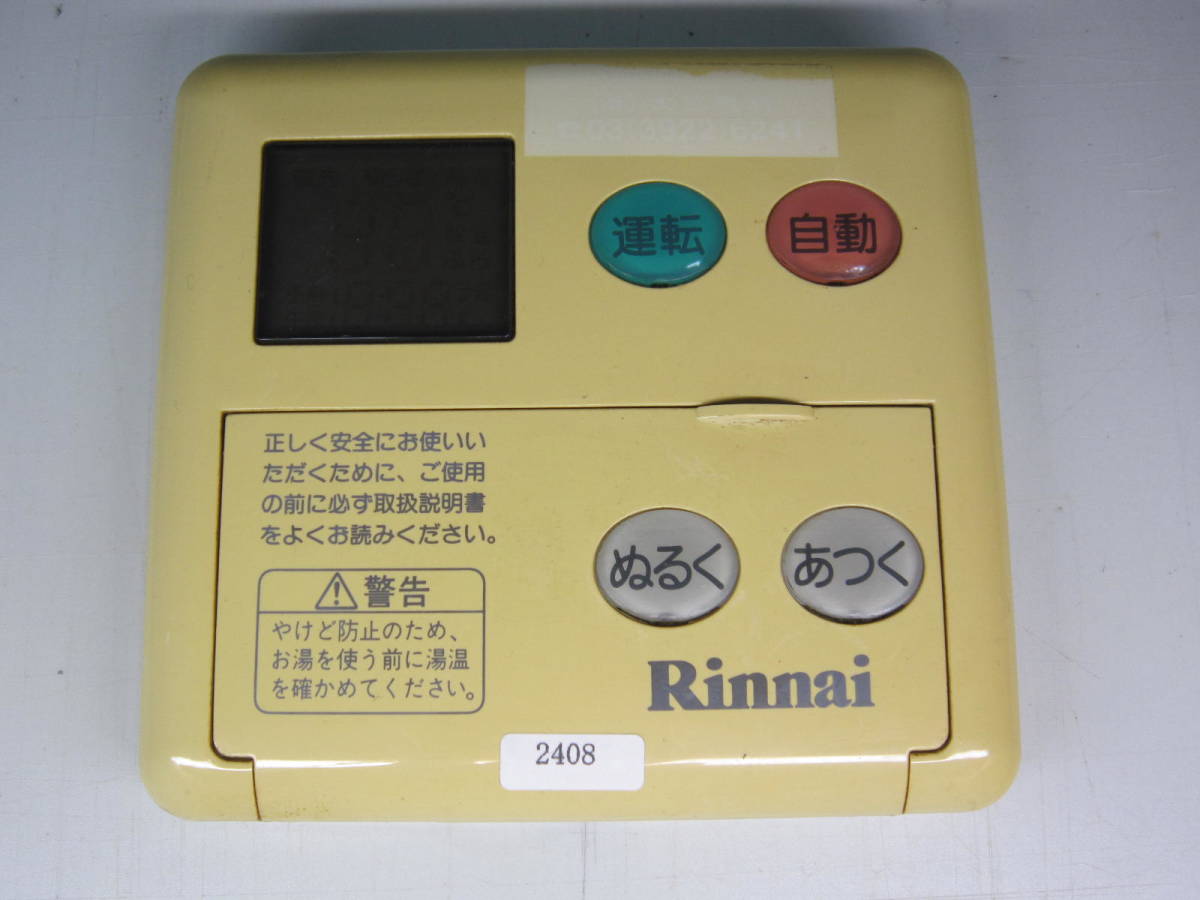 ☎03-3922-6241
運転
自動
正しく安全にお使いい
ただくために、ご使用
の前に必ず取扱説明書
をよくお読みください。
⚠警告
やけど防止のため、
お湯を使う前に湯温
を確かめてください。
ぬるく
あつく
Rinnai
2408